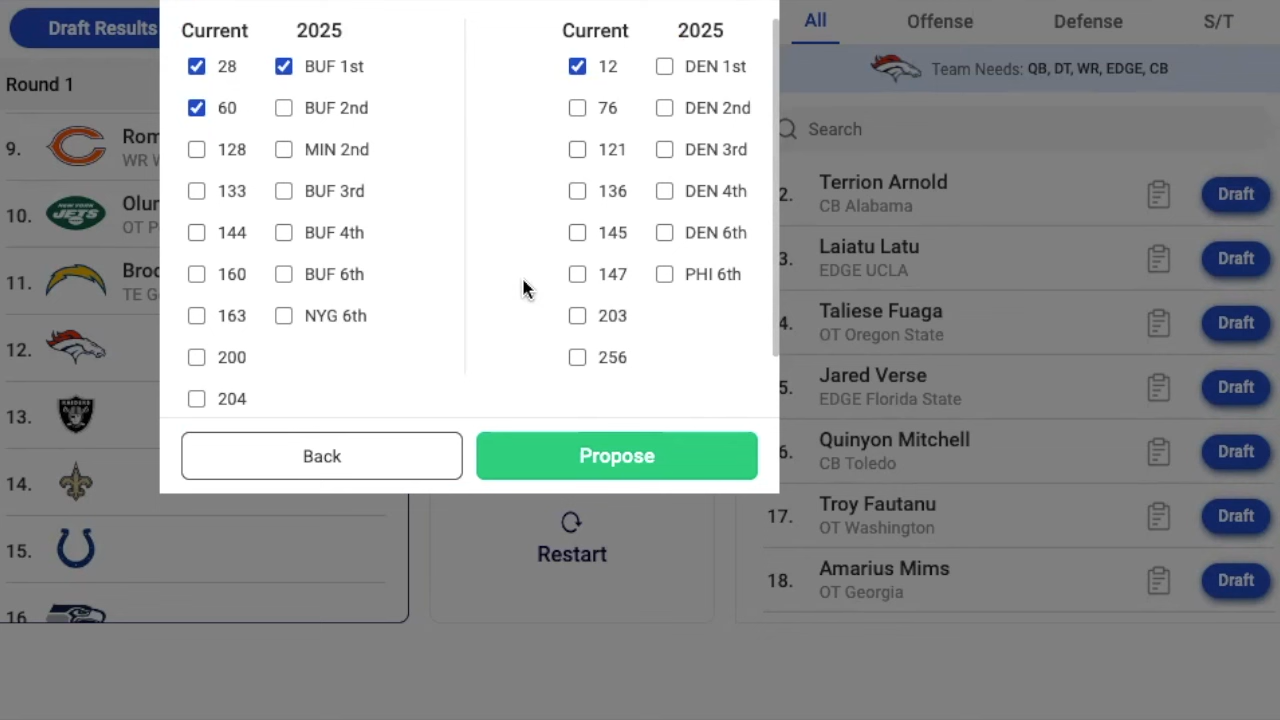 Draft Results
Round 1
9. Rom
WR
10. Olur
OT P
11. Broc
TE G
12.
13.
14.
15.
16
Current 2025
28 BUF 1st
60 BUF 2nd
128 MIN 2nd
133 BUF 3rd
144 BUF 4th
160 BUF 6th
163 NYG 6th
200
204
Current 2025
12 DEN 1st
76 DEN 2nd
121 DEN 3rd
136 DEN 4th
145 DEN 6th
147 PHI 6th
203
256
Back Propose
Restart
All Offense Defense S/T
Team Needs: QB, DT, WR, EDGE, CB
Search
2. Terrion Arnold Draft
CB Alabama
3. Laiatu Latu Draft
EDGE UCLA
4. Taliese Fuaga Draft
OT Oregon State
5. Jared Verse Draft
EDGE Florida State
6. Quinyon Mitchell Draft
CB Toledo
17. Troy Fautanu Draft
OT Washington
18. Amarius Mims Draft
OT Georgia